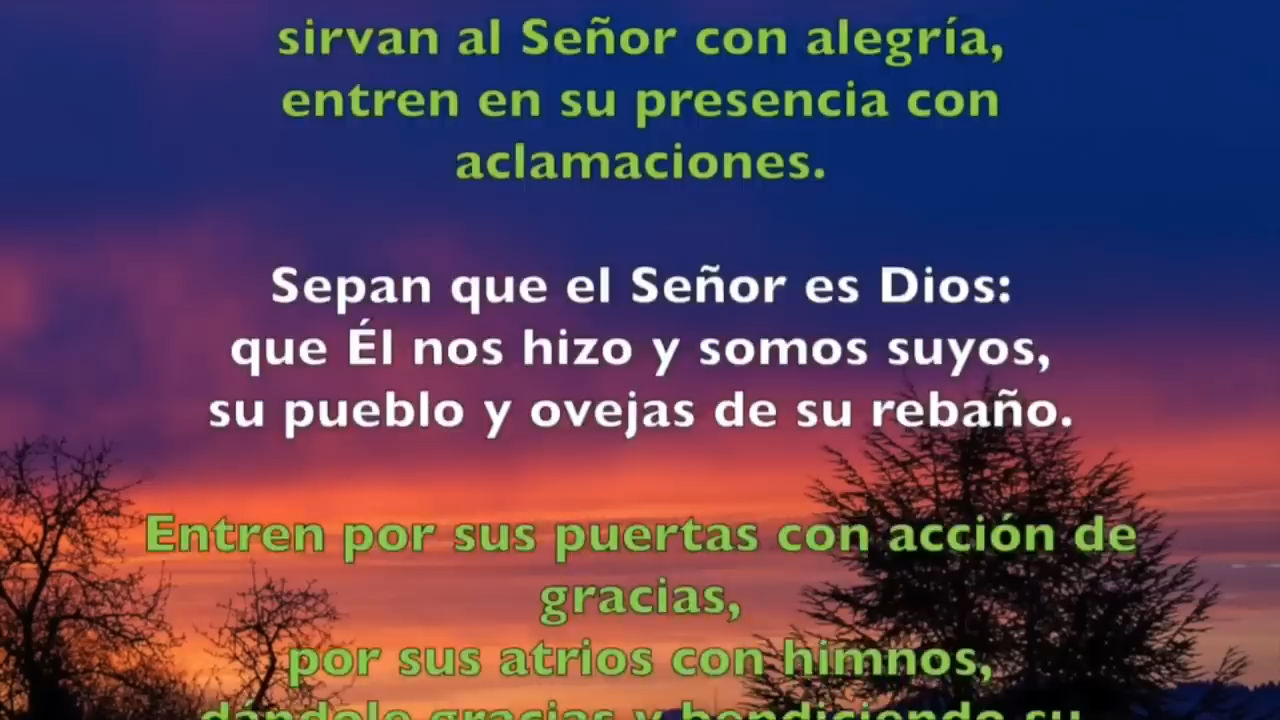 sirvan al Señor con alegría,
entren en su presencia con
aclamaciones.
Sepan que el Señor es Dios:
que Él nos hizo y somos suyos,
su pueblo y ovejas de su rebaño.
Entren por sus puertas con acción de
gracias,
por sus atrios con himnos,
dándole gracias y bendiciendo su